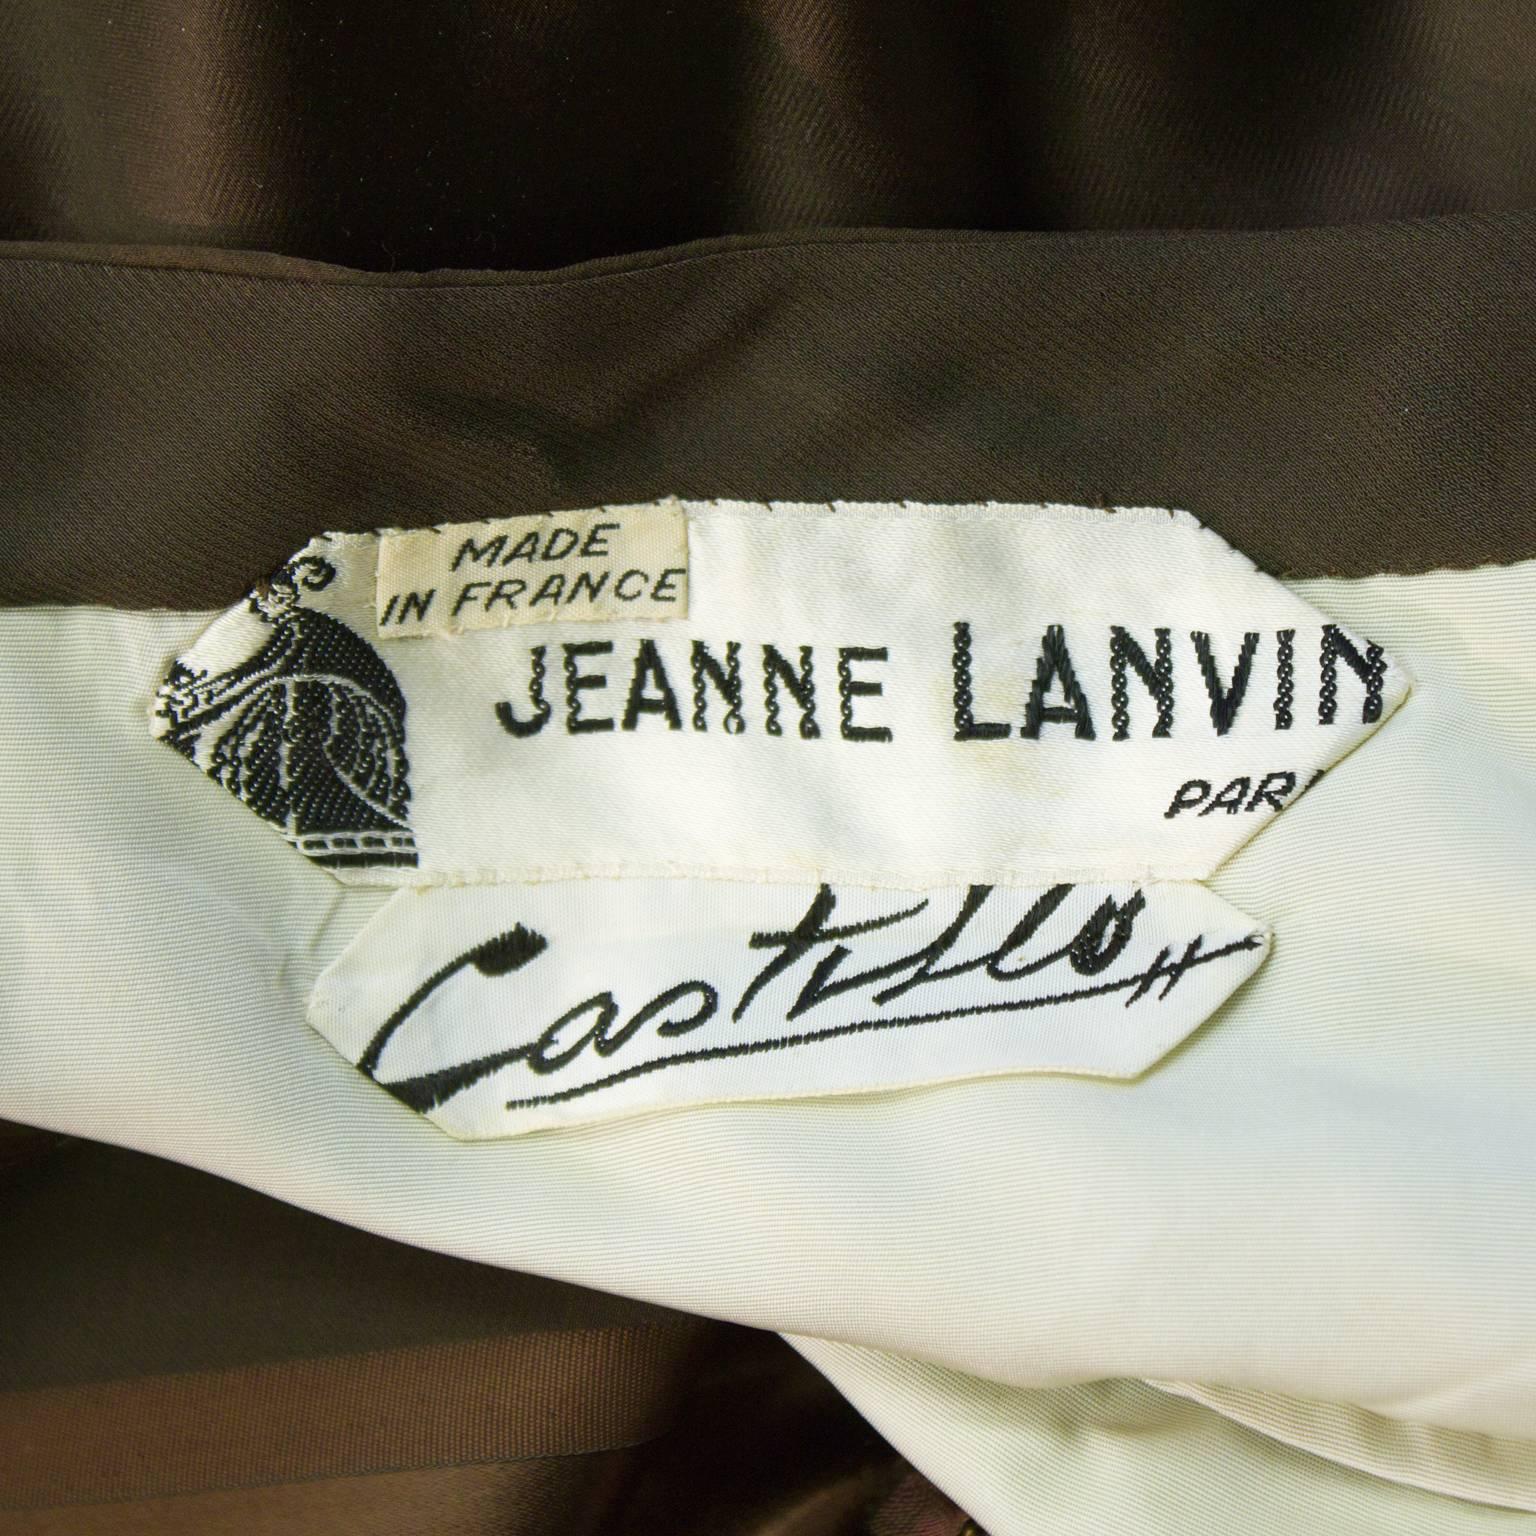 MADE
IN FRANCE
JEANNE LANVIN
PARI
Castillo